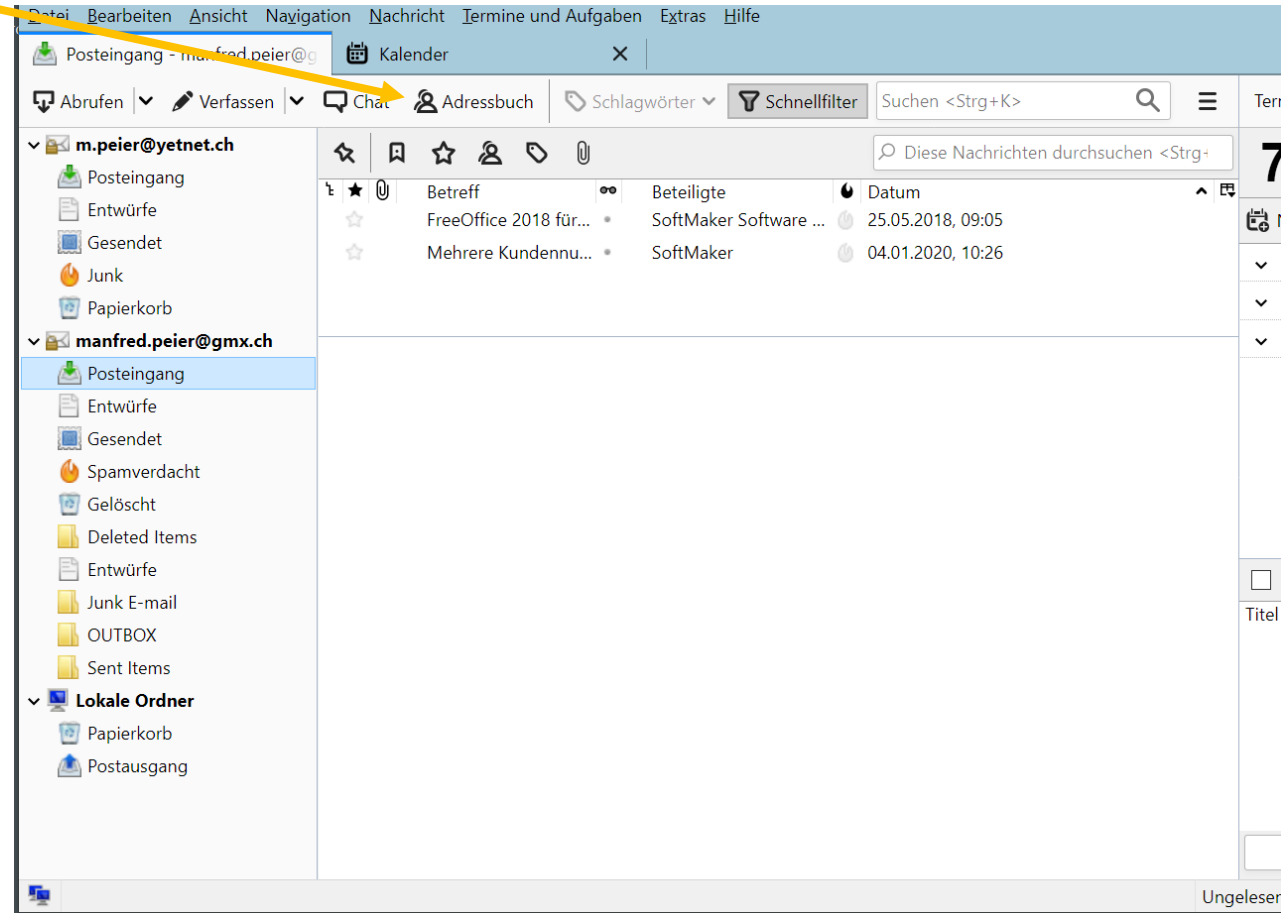 Datei Bearbeiten Ansicht Navigation Nachricht Termine und Aufgaben Extras Hilfe
Posteingang - manfred.peier@g
Kalender
Abrufen Verfassen Chat Adressbuch Schlagwörter Schnellfilter Suchen <Strg+K>
Diese Nachrichten durchsuchen <Strg+
Betreff Beteiligte Datum
FreeOffice 2018 für... SoftMaker Software ... 25.05.2018, 09:05
Mehrere Kundennu... SoftMaker 04.01.2020, 10:26
m.peier@yetnet.ch
Posteingang
Entwürfe
Gesendet
Junk
Papierkorb
manfred.peier@gmx.ch
Posteingang
Entwürfe
Gesendet
Spamverdacht
Gelöscht
Deleted Items
Entwürfe
Junk E-mail
OUTBOX
Sent Items
Lokale Ordner
Papierkorb
Postausgang
7
Titel